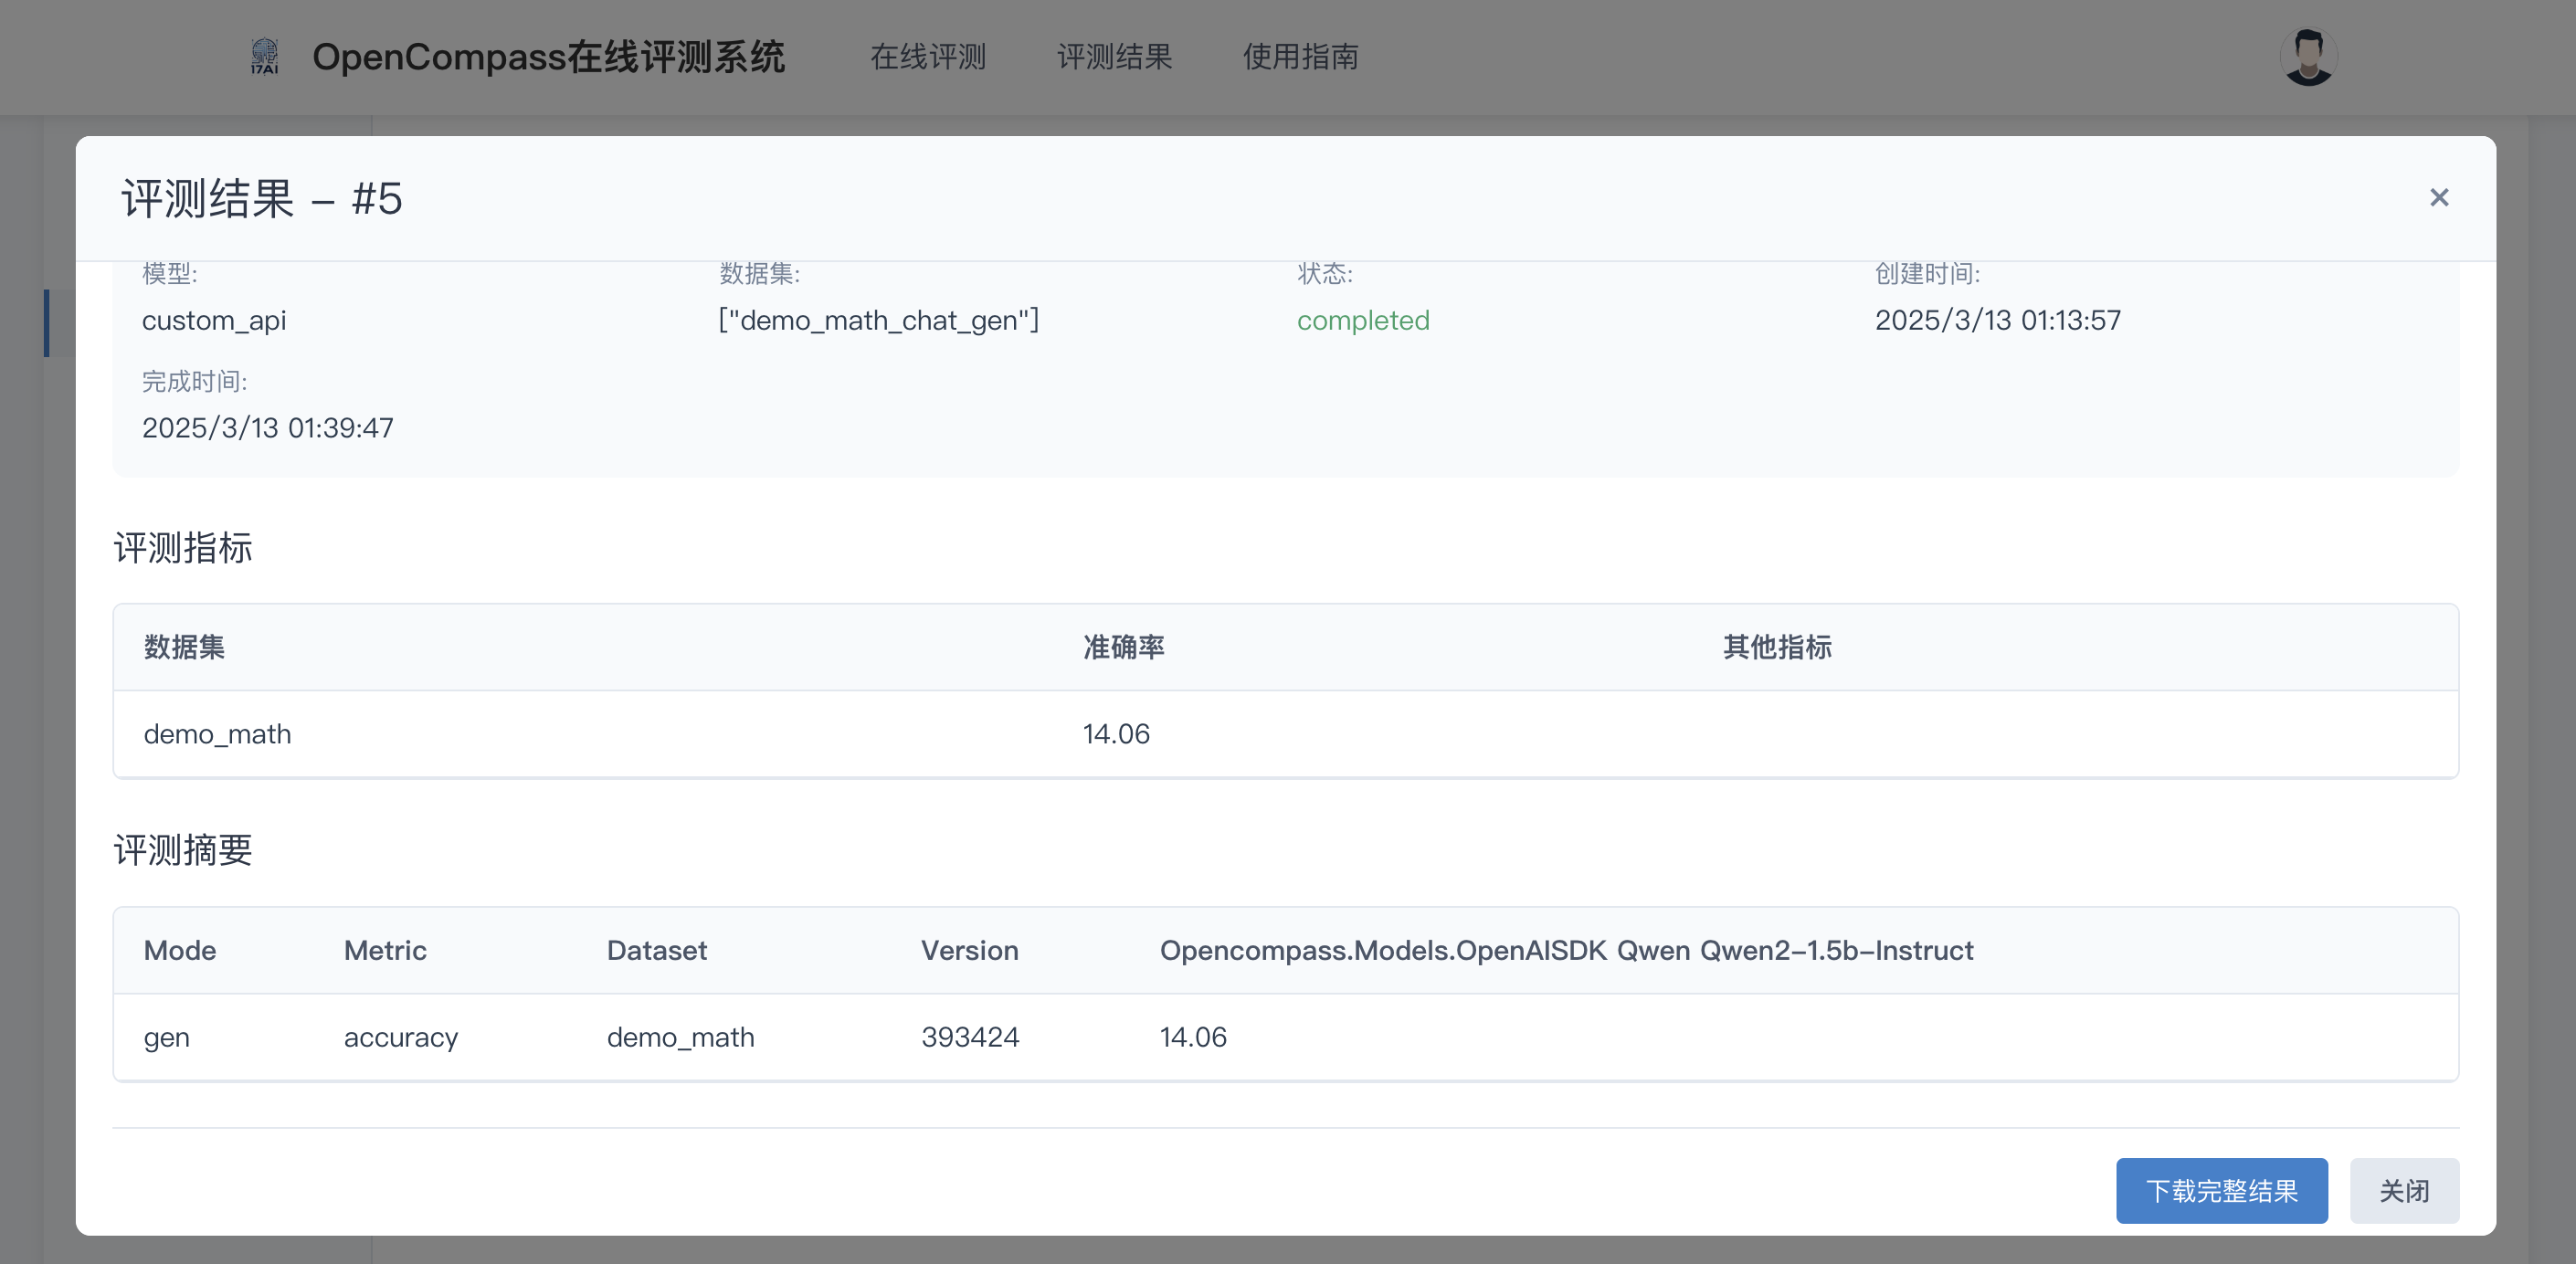 17AI OpenCompass在线评测系统 在线评测 评测结果 使用指南
评测结果 – #5 ×
模型: 数据集: 状态: 创建时间:
custom_api ["demo_math_chat_gen"] completed 2025/3/13 01:13:57
完成时间:
2025/3/13 01:39:47
评测指标
数据集 准确率 其他指标
demo_math 14.06
评测摘要
Mode Metric Dataset Version Opencompass.Models.OpenAISDK Qwen Qwen2-1.5b-Instruct
gen accuracy demo_math 393424 14.06
下载完整结果 关闭